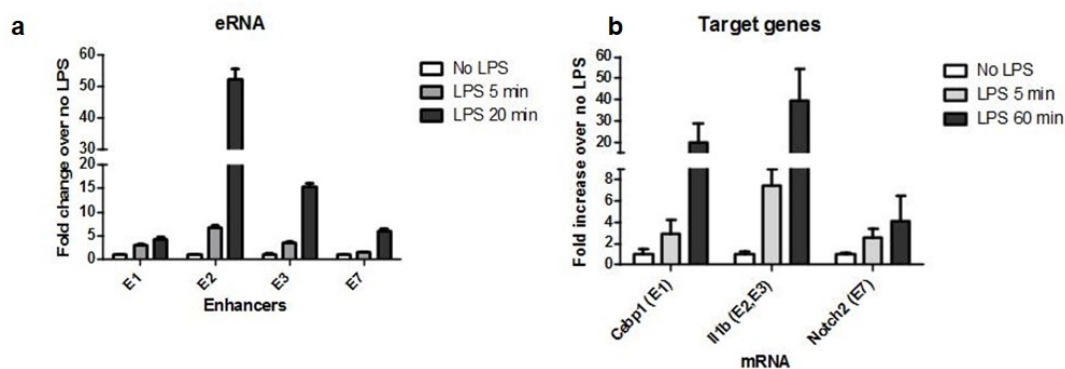 a
eRNA
Fold change over no LPS
60
50
40
30
20
15
10
5
0
E1
E2
E3
E7
Enhancers
No LPS
LPS 5 min
LPS 20 min
b
Target genes
Fold increase over no LPS
60
50
40
30
20
8
6
4
2
0
Cebp1 (E1)
Il1b (E2,E3)
Notch2 (E7)
mRNA
No LPS
LPS 5 min
LPS 60 min